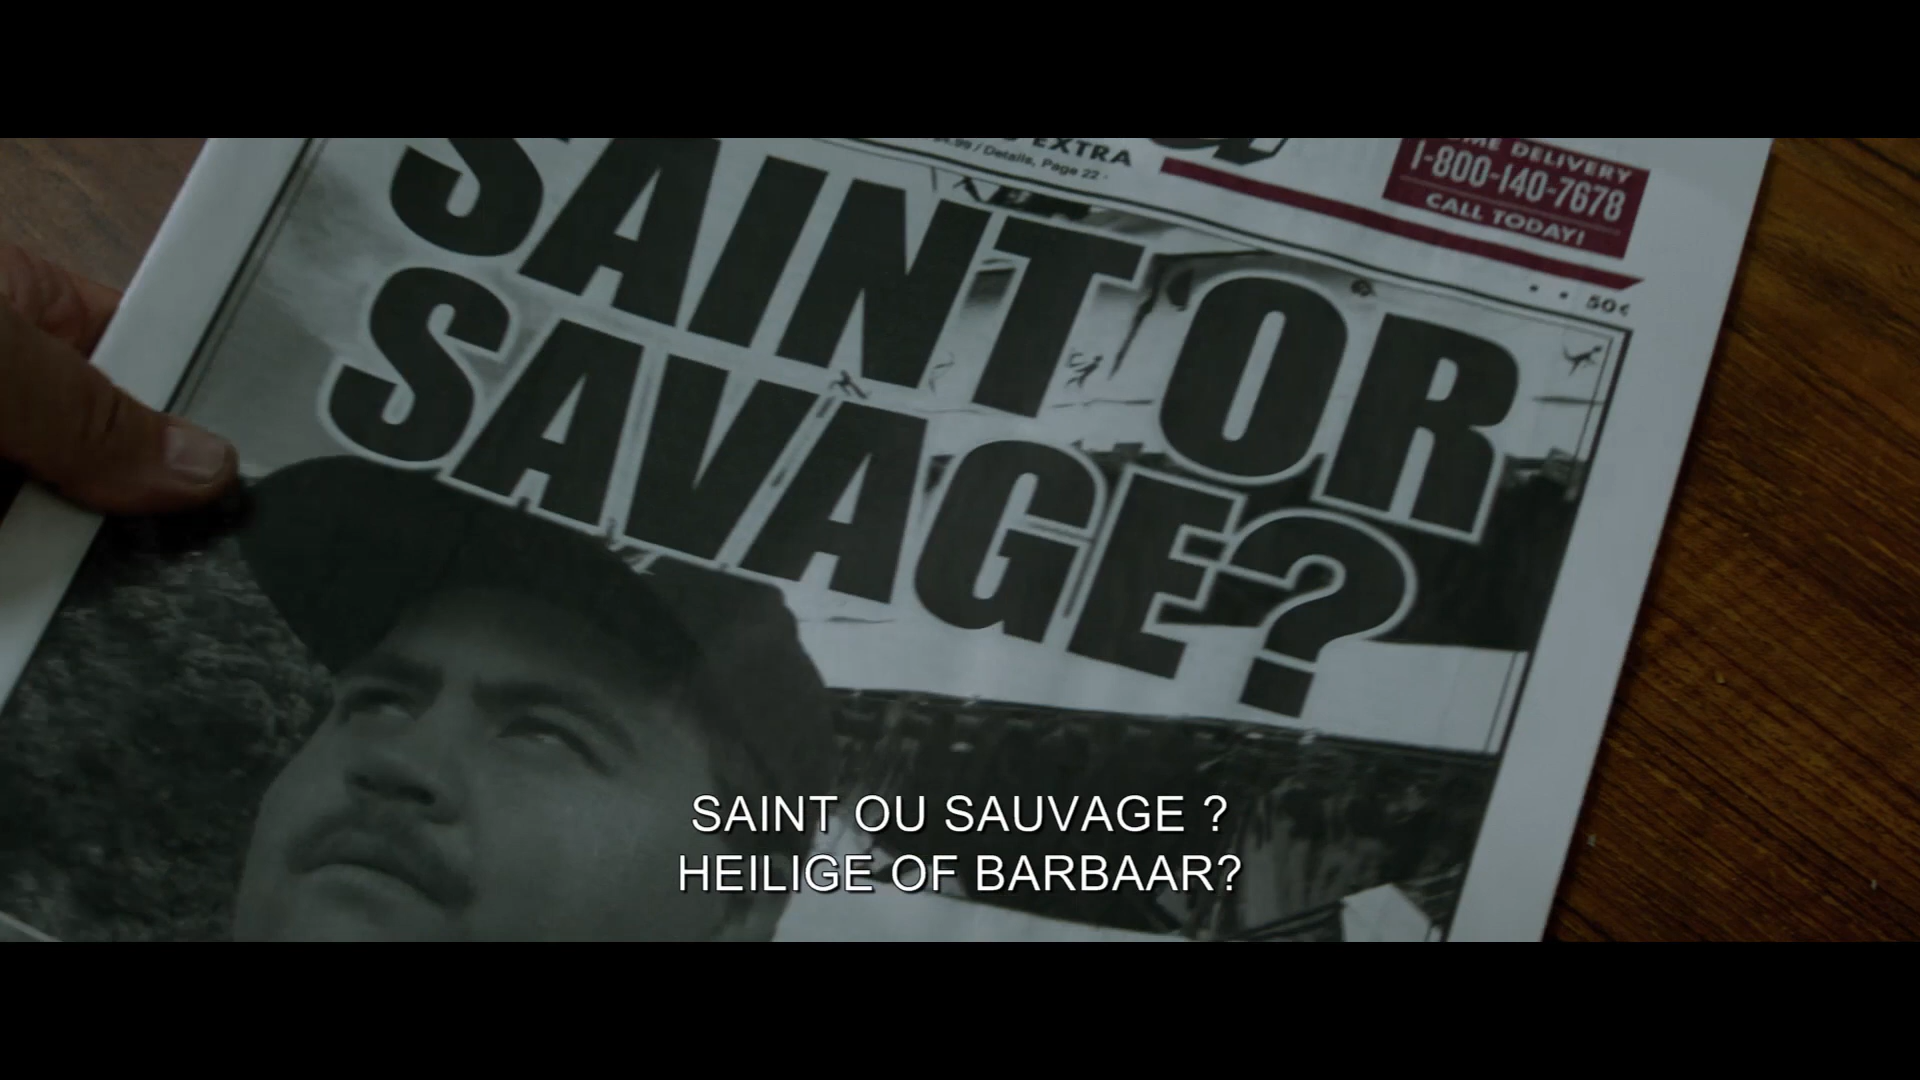 EXTRA
.99 / Details, Page 22 -
HOME DELIVERY
1-800-140-7678
CALL TODAY!
50¢
SAINT OR
SAVAGE?
SAINT OU SAUVAGE ?
HEILIGE OF BARBAAR?